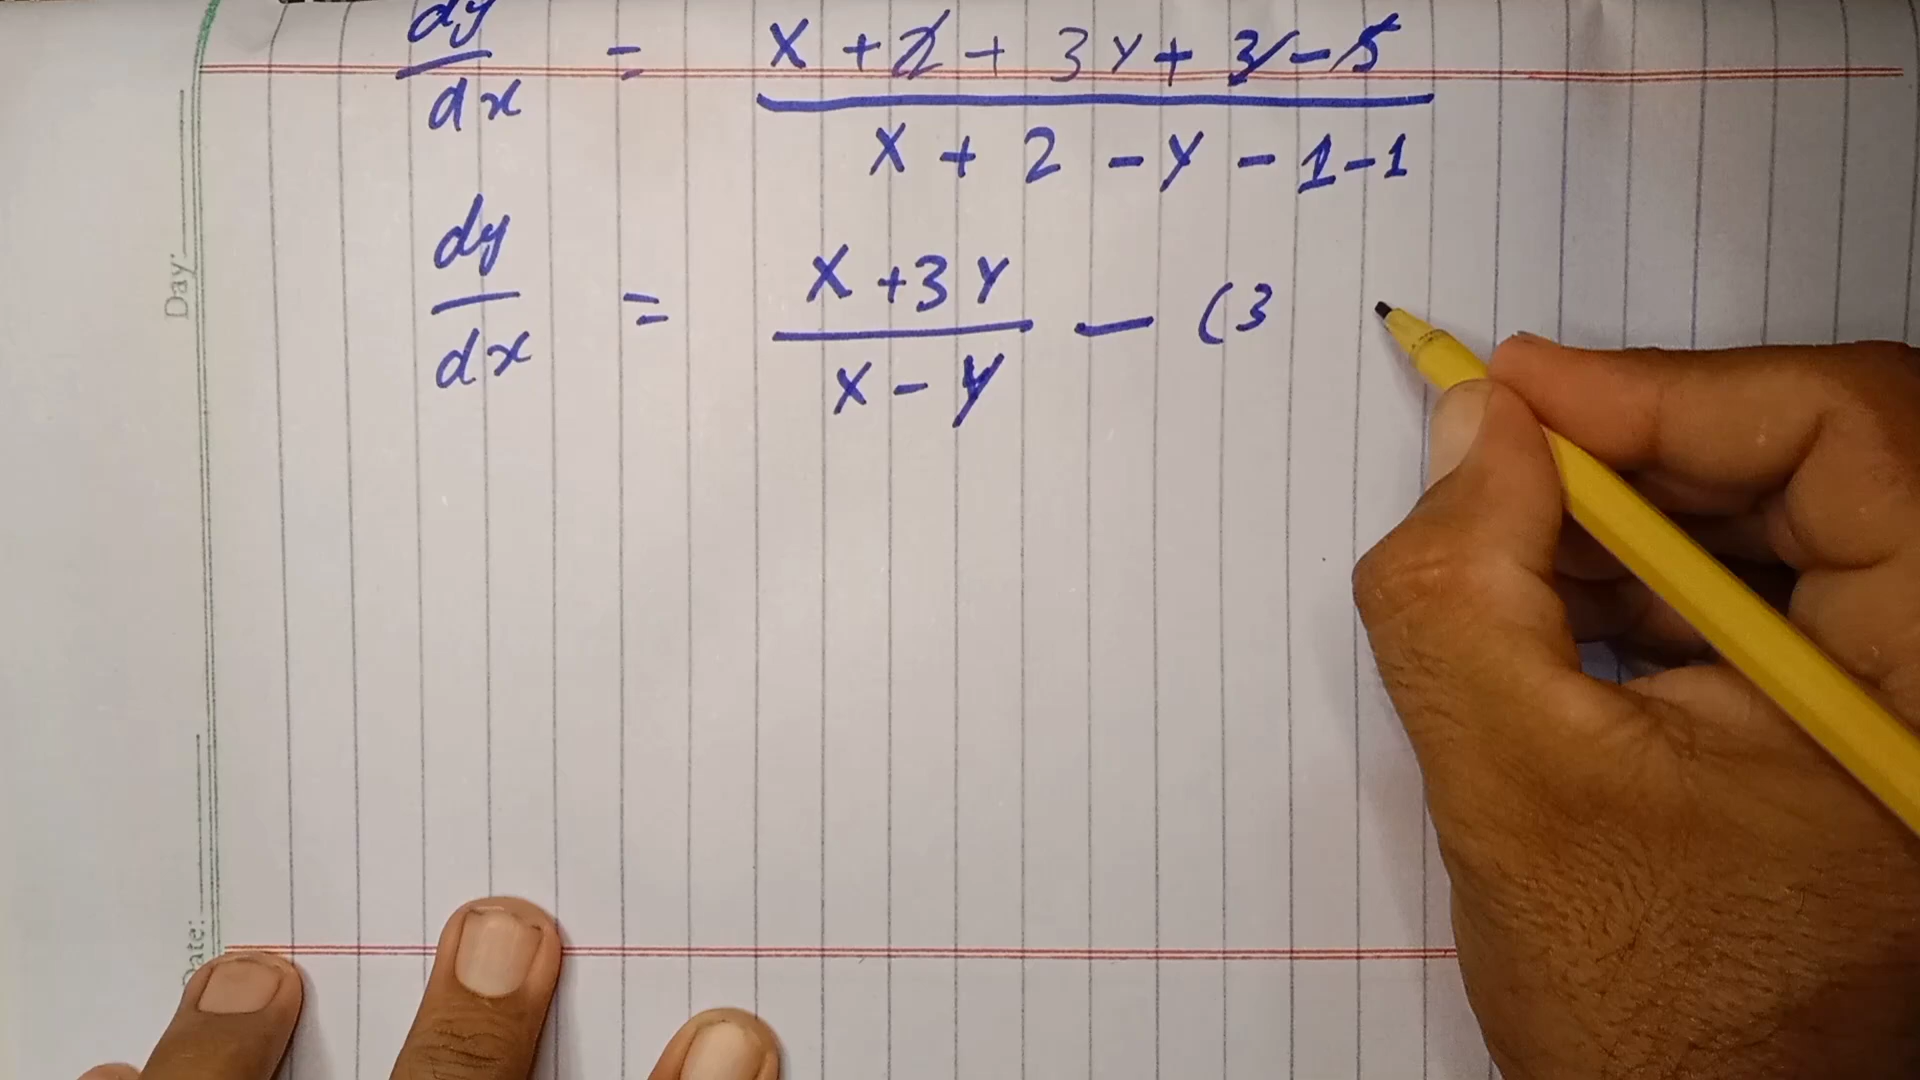 dy/dx = (X + 2 + 3Y + 3 - 5)/(X + 2 - Y - 1 - 1)
dy/dx = (X + 3Y)/(X - Y) — (3
Day:
Date: